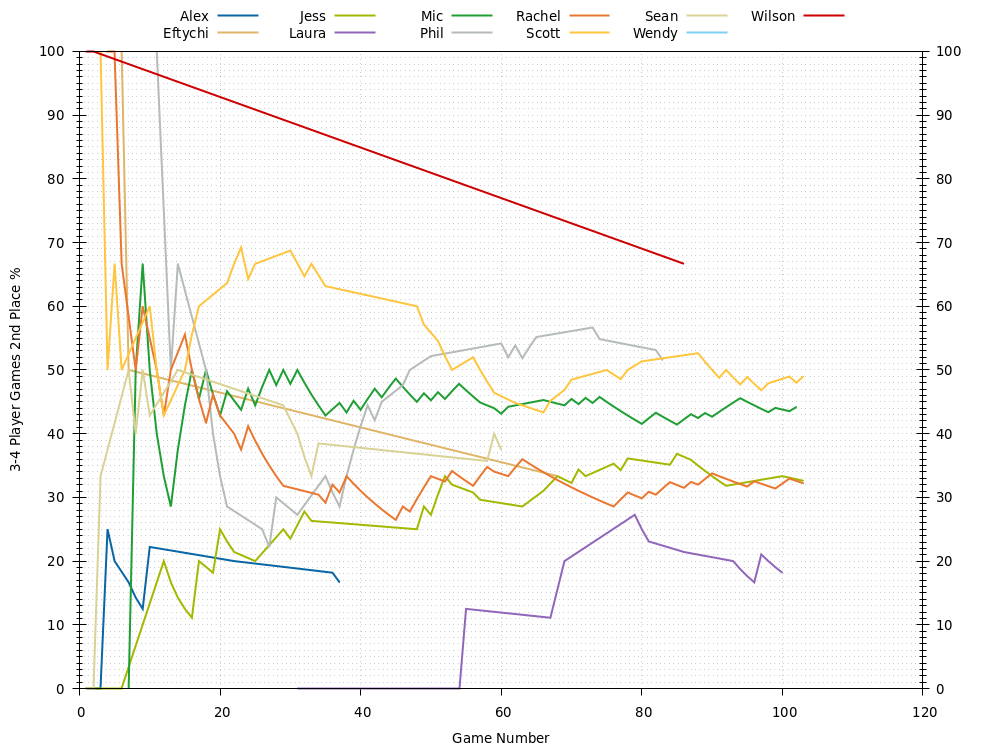 Alex Jess Mic Rachel Sean Wilson
Eftychi Laura Phil Scott Wendy
100 100
90 90
80 80
70 70
60 60
50 50
40 40
30 30
20 20
10 10
0 0
0 20 40 60 80 100 120
Game Number
3-4 Player Games 2nd Place %